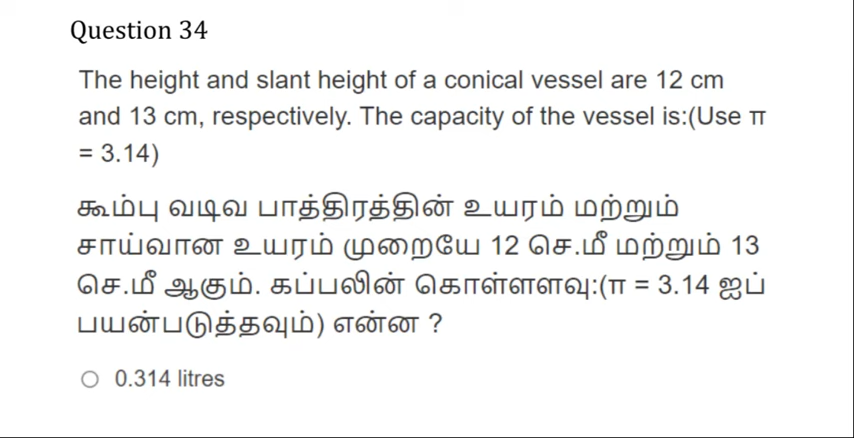 Question 34
The height and slant height of a conical vessel are 12 cm
and 13 cm, respectively. The capacity of the vessel is:(Use π
= 3.14)
கூம்பு வடிவ பாத்திரத்தின் உயரம் மற்றும்
சாய்வான உயரம் முறையே 12 செ.மீ மற்றும் 13
செ.மீ ஆகும். கப்பலின் கொள்ளளவு:(π = 3.14 ஐப்
பயன்படுத்தவும்) என்ன ?
0.314 litres